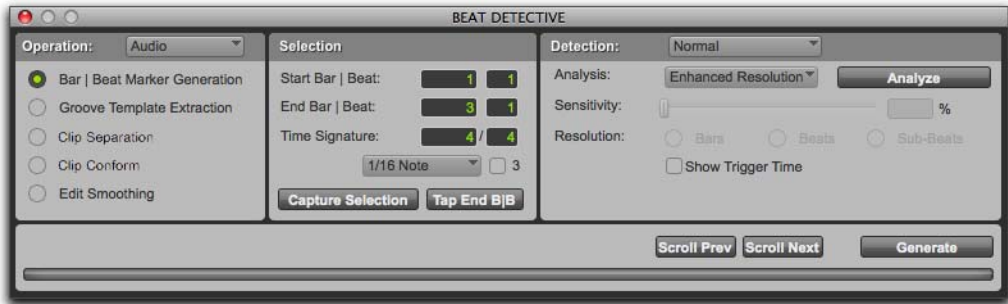 BEAT DETECTIVE
Operation: Audio
Bar | Beat Marker Generation
Groove Template Extraction
Clip Separation
Clip Conform
Edit Smoothing
Selection
Start Bar | Beat: 1 1
End Bar | Beat: 3 1
Time Signature: 4 / 4
1/16 Note 3
Capture Selection Tap End B|B
Detection: Normal
Analysis: Enhanced Resolution Analyze
Sensitivity: %
Resolution: Bars Beats Sub-Beats
Show Trigger Time
Scroll Prev Scroll Next Generate